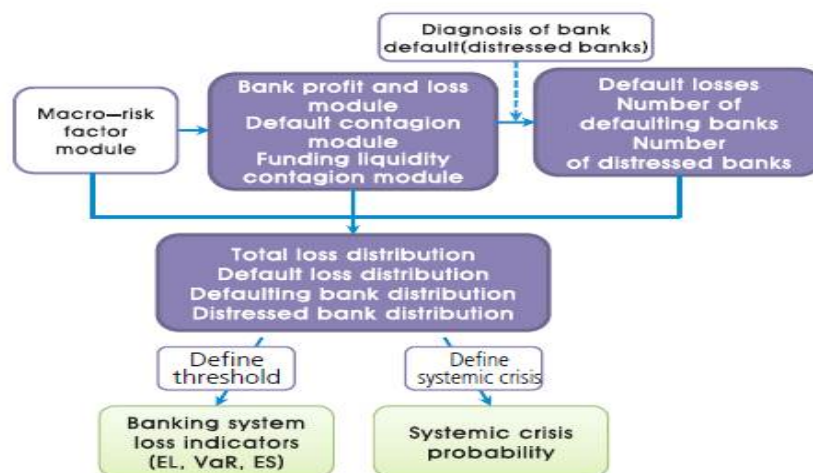 Diagnosis of bank
default(distressed banks)
Macro-risk
factor
module
Bank profit and loss
module
Default contagion
module
Funding liquidity
contagion module
Default losses
Number of
defaulting banks
Number
of distressed banks
Total loss distribution
Default loss distribution
Defaulting bank distribution
Distressed bank distribution
Define
threshold
Define
systemic crisis
Banking system
loss indicators
(EL, VaR, ES)
Systemic crisis
probability